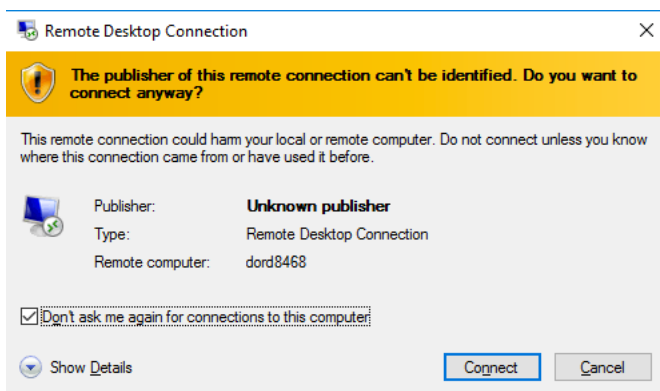 Remote Desktop Connection
The publisher of this remote connection can't be identified. Do you want to
connect anyway?
This remote connection could harm your local or remote computer. Do not connect unless you know
where this connection came from or have used it before.
Publisher: Unknown publisher
Type: Remote Desktop Connection
Remote computer: dord8468
Don't ask me again for connections to this computer
Show Details Connect Cancel